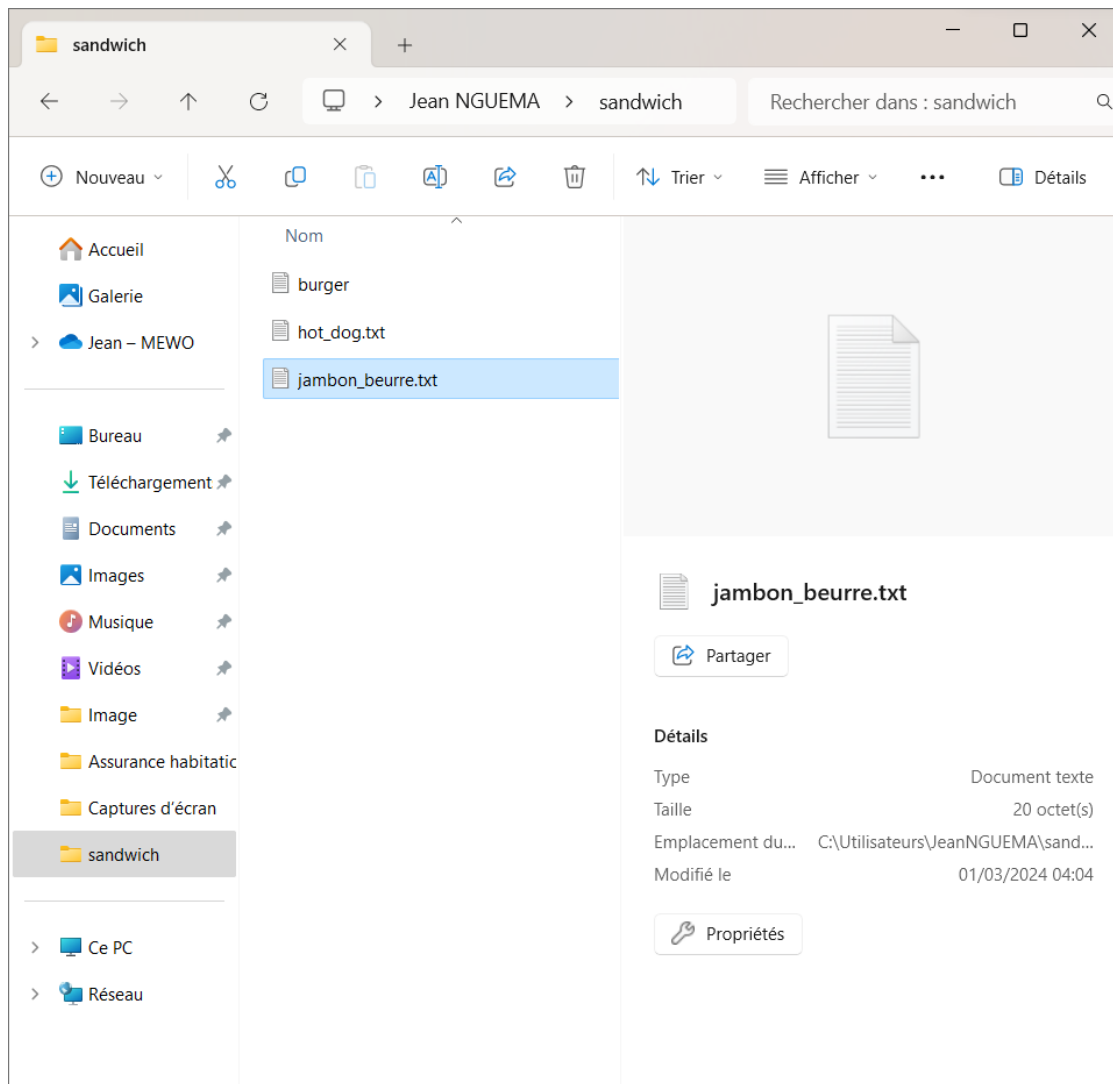 sandwich
Jean NGUEMA > sandwich
Rechercher dans : sandwich
Nouveau
Trier
Afficher
Détails
Accueil
Galerie
Jean – MEWO
Bureau
Téléchargement
Documents
Images
Musique
Vidéos
Image
Assurance habitatic
Captures d'écran
sandwich
Ce PC
Réseau
Nom
burger
hot_dog.txt
jambon_beurre.txt
jambon_beurre.txt
Partager
Détails
Type Document texte
Taille 20 octet(s)
Emplacement du... C:\Utilisateurs\JeanNGUEMA\sand...
Modifié le 01/03/2024 04:04
Propriétés